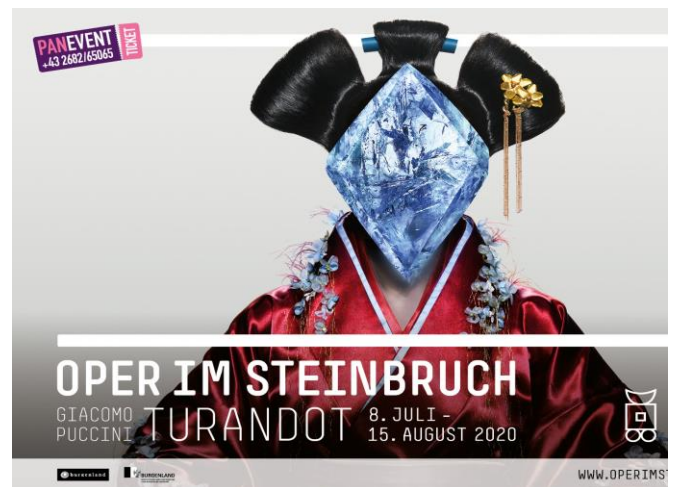 PANEVENT
+43 2682/65065
TICKET
OPER IM STEINBRUCH
GIACOMO
PUCCINI
TURANDOT
8. JULI -
15. AUGUST 2020
burgenland
BURGENLAND
WWW.OPERIMST